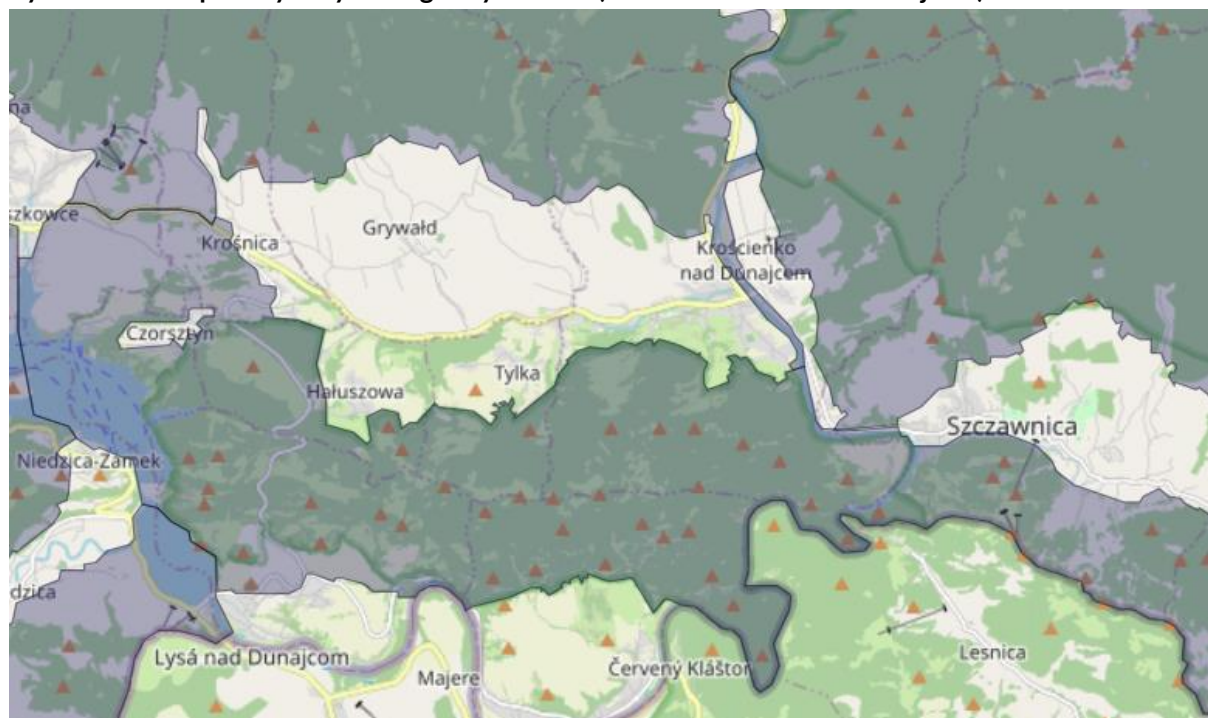 na
szkowce
Krośnica
Grywałd
Krościenko
nad Dunajcem
Czorsztyn
Hałuszowa
Tylka
Szczawnica
Niedzica-Zamek
dzica
Lysá nad Dunajcom
Majere
Červený Kláštor
Lesnica